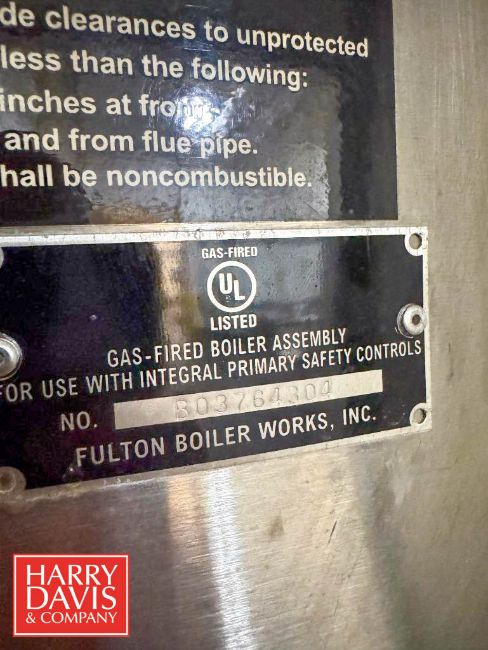 de clearances to unprotected
less than the following:
inches at front
and from flue pipe.
hall be noncombustible.
GAS-FIRED
UL
LISTED
GAS-FIRED BOILER ASSEMBLY
FOR USE WITH INTEGRAL PRIMARY SAFETY CONTROLS
NO. B03764304
FULTON BOILER WORKS, INC.
HARRY
DAVIS
& COMPANY